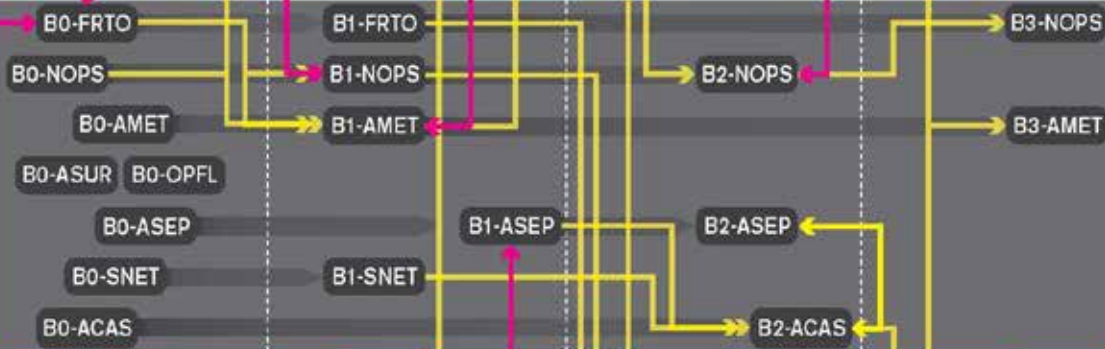 B0-FRTO B1-FRTO B3-NOPS
B0-NOPS B1-NOPS B2-NOPS
B0-AMET B1-AMET B3-AMET
B0-ASUR B0-OPFL
B0-ASEP B1-ASEP B2-ASEP
B0-SNET B1-SNET
B0-ACAS B2-ACAS